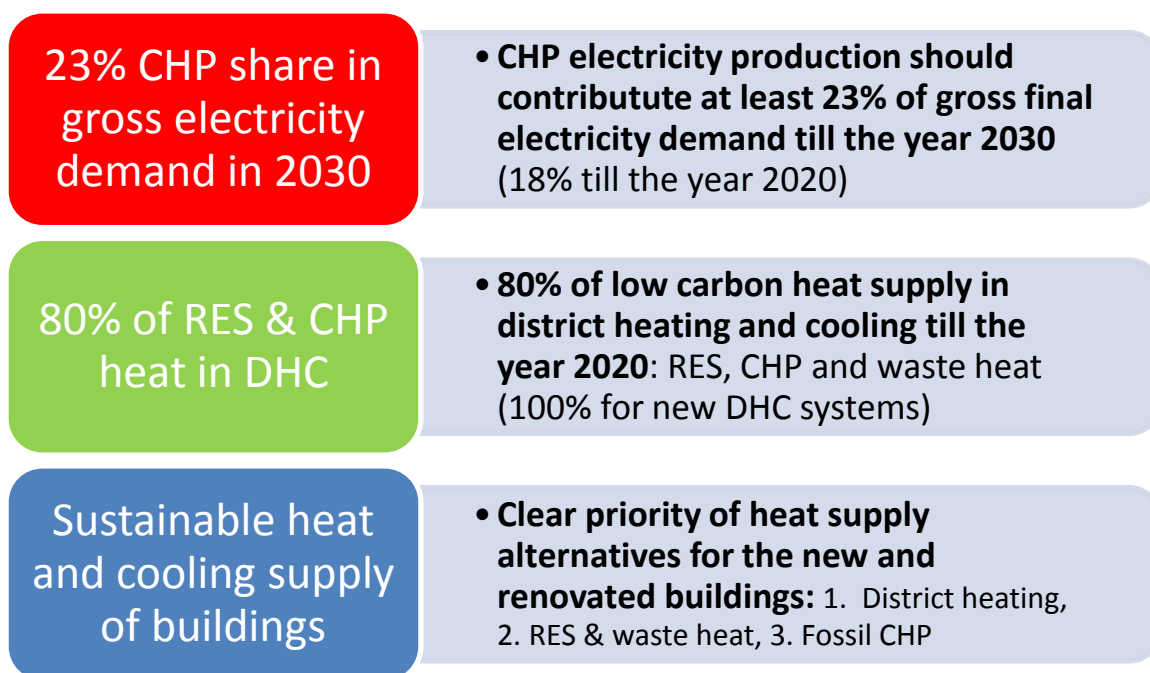 23% CHP share in
gross electricity
demand in 2030
• CHP electricity production should
contributute at least 23% of gross final
electricity demand till the year 2030
(18% till the year 2020)
80% of RES & CHP
heat in DHC
• 80% of low carbon heat supply in
district heating and cooling till the
year 2020: RES, CHP and waste heat
(100% for new DHC systems)
Sustainable heat
and cooling supply
of buildings
• Clear priority of heat supply
alternatives for the new and
renovated buildings: 1. District heating,
2. RES & waste heat, 3. Fossil CHP